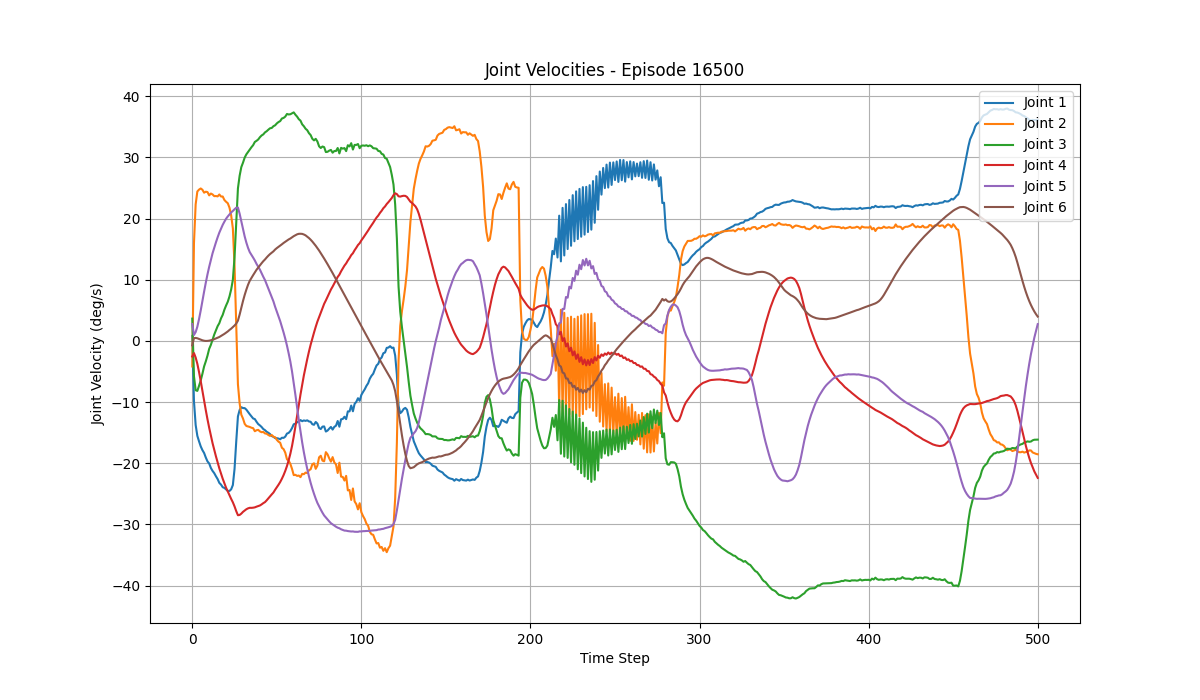 Joint Velocities - Episode 16500
Joint Velocity (deg/s)
40
30
20
10
0
−10
−20
−30
−40
Joint 1
Joint 2
Joint 3
Joint 4
Joint 5
Joint 6
0
100
200
300
400
500
Time Step